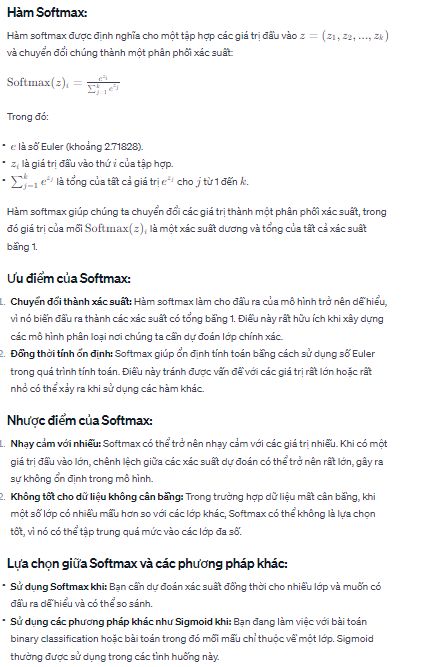 Hàm Softmax:
Hàm softmax được định nghĩa cho một tập hợp các giá trị đầu vào z = (z₁, z₂, ..., zₖ)
và chuyển đổi chúng thành một phân phối xác suất:
Softmax(z)ᵢ = e^{zᵢ} / ∑_{j=1}^{k} e^{zⱼ}
Trong đó:
• e là số Euler (khoảng 2.71828).
• zᵢ là giá trị đầu vào thứ i của tập hợp.
• ∑_{j=1}^{k} e^{zⱼ} là tổng của tất cả giá trị e^{zⱼ} cho j từ 1 đến k.
Hàm softmax giúp chúng ta chuyển đổi các giá trị thành một phân phối xác suất, trong
đó giá trị của mỗi Softmax(z)ᵢ là một xác suất dương và tổng của tất cả xác suất
bằng 1.
Ưu điểm của Softmax:
1. Chuyển đổi thành xác suất: Hàm softmax làm cho đầu ra của mô hình trở nên dễ hiểu,
vì nó biến đầu ra thành các xác suất có tổng bằng 1. Điều này rất hữu ích khi xây dựng
các mô hình phân loại nơi chúng ta cần dự đoán lớp chính xác.
2. Đồng thời tính ổn định: Softmax giúp ổn định tính toán bằng cách sử dụng số Euler
trong quá trình tính toán. Điều này tránh được vấn đề với các giá trị rất lớn hoặc rất
nhỏ có thể xảy ra khi sử dụng các hàm khác.
Nhược điểm của Softmax:
1. Nhạy cảm với nhiễu: Softmax có thể trở nên nhạy cảm với các giá trị nhiễu. Khi có một
giá trị đầu vào lớn, chênh lệch giữa các xác suất dự đoán có thể trở nên rất lớn, gây ra
sự không ổn định trong mô hình.
2. Không tốt cho dữ liệu không cân bằng: Trong trường hợp dữ liệu mất cân bằng, khi
một số lớp có nhiều mẫu hơn so với các lớp khác, Softmax có thể không là lựa chọn
tốt, vì nó có thể tập trung quá mức vào các lớp đa số.
Lựa chọn giữa Softmax và các phương pháp khác:
• Sử dụng Softmax khi: Bạn cần dự đoán xác suất đồng thời cho nhiều lớp và muốn có
đầu ra dễ hiểu và có thể so sánh.
• Sử dụng các phương pháp khác như Sigmoid khi: Bạn đang làm việc với bài toán
binary classification hoặc bài toán trong đó mỗi mẫu chỉ thuộc về một lớp. Sigmoid
thường được sử dụng trong các tình huống này.